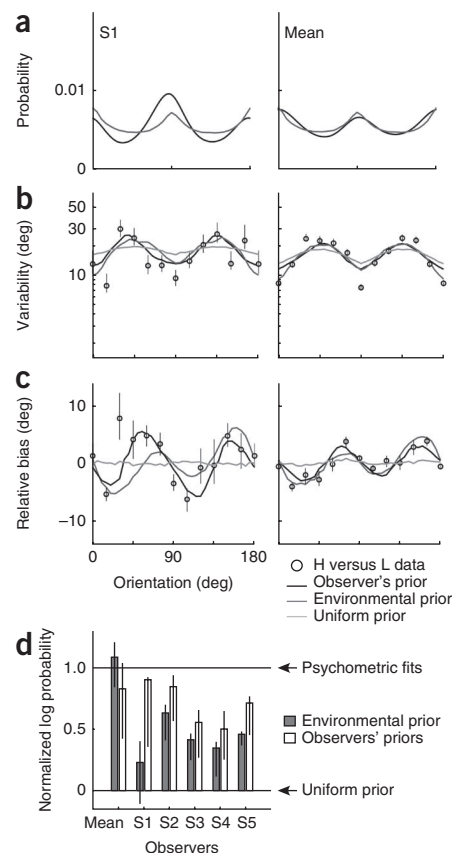 a
S1
Mean
Probability
0.01
0
b
Variability (deg)
50
30
10
c
Relative bias (deg)
10
0
−10
0
90
180
Orientation (deg)
H versus L data
Observer's prior
Environmental prior
Uniform prior
d
Normalized log probability
1.0
0.5
0
Psychometric fits
Environmental prior
Observers' priors
Uniform prior
Mean S1 S2 S3 S4 S5
Observers